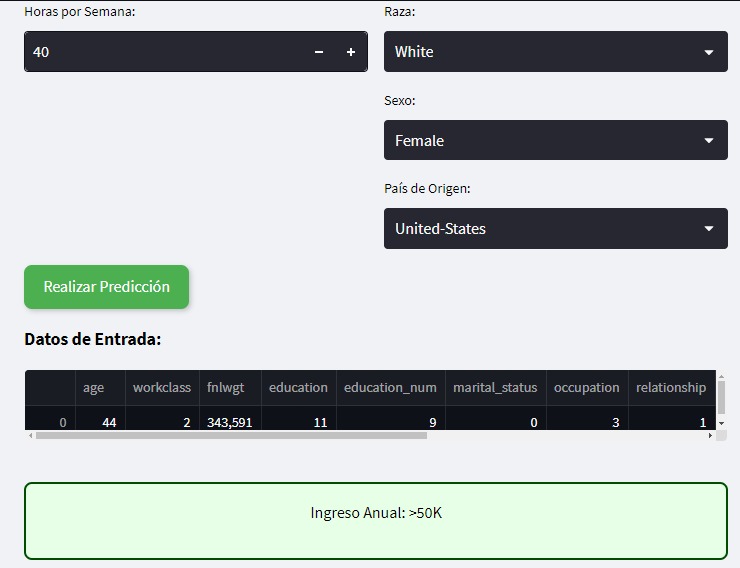 Horas por Semana:
40
Raza:
White
Sexo:
Female
País de Origen:
United-States
Realizar Predicción
Datos de Entrada:
age workclass fnlwgt education education_num marital_status occupation relationship
0 44 2 343,591 11 9 0 3 1
Ingreso Anual: >50K